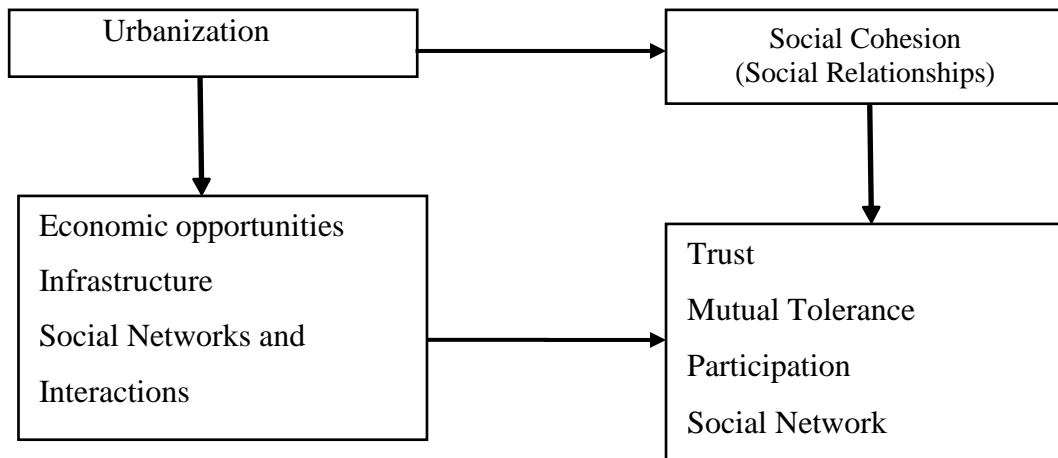 Urbanization
Social Cohesion
(Social Relationships)
Economic opportunities
Infrastructure
Social Networks and
Interactions
Trust
Mutual Tolerance
Participation
Social Network